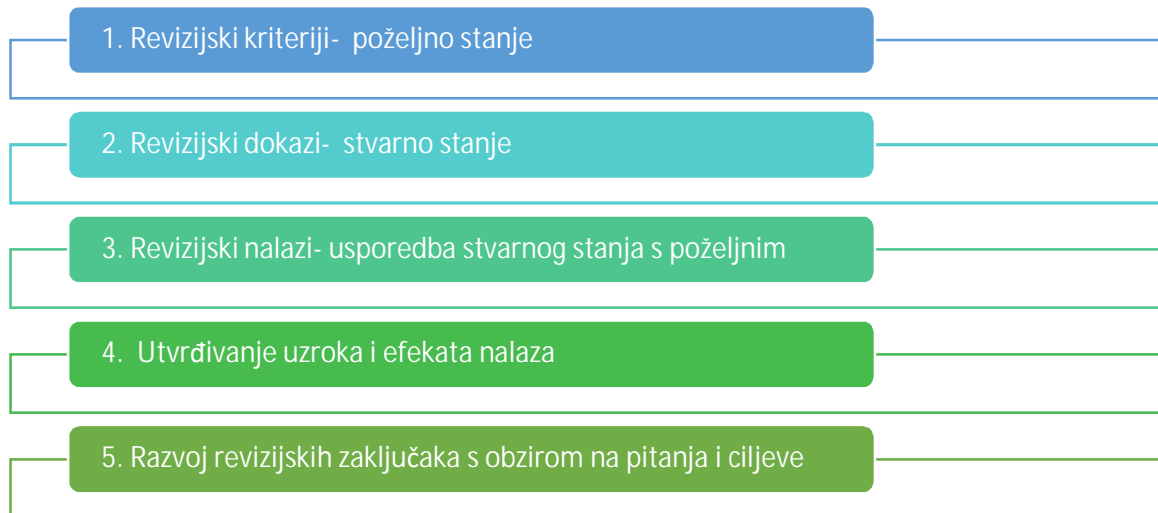 1. Revizijski kriteriji- poželjno stanje
2. Revizijski dokazi- stvarno stanje
3. Revizijski nalazi- usporedba stvarnog stanja s poželjnim
4. Utvrđivanje uzroka i efekata nalaza
5. Razvoj revizijskih zaključaka s obzirom na pitanja i ciljeve